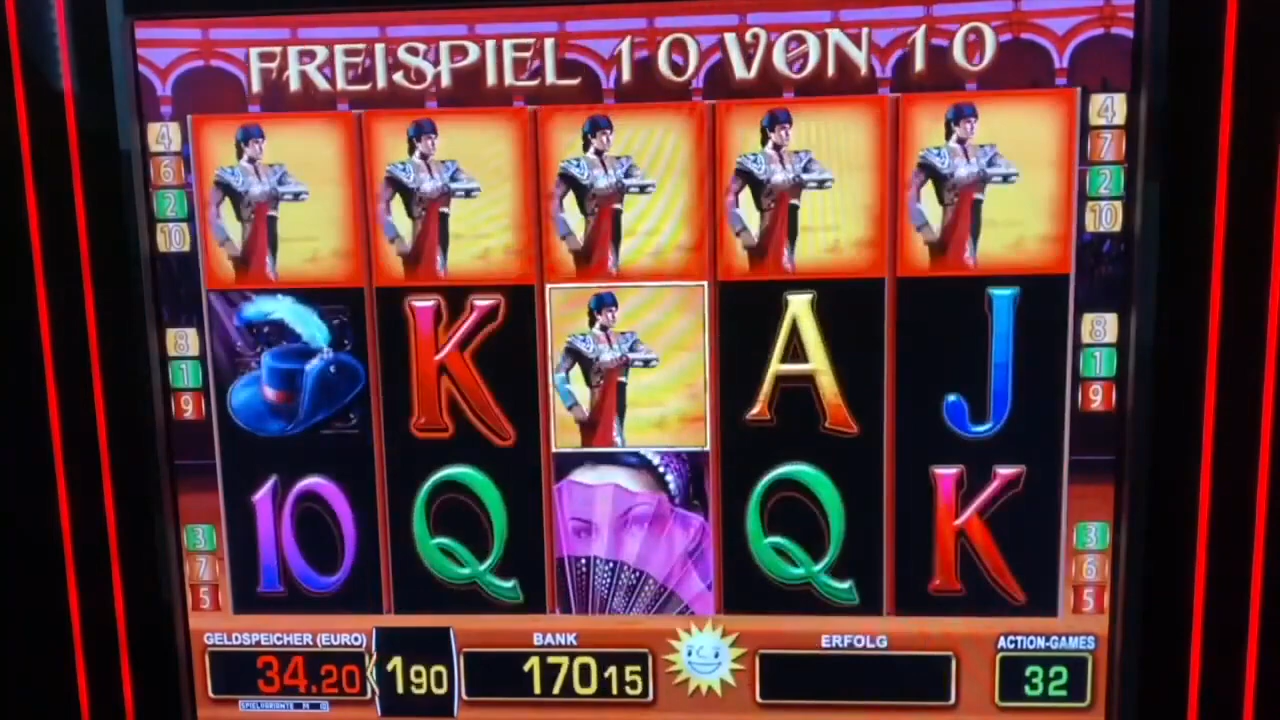 FREISPIEL 10 VON 10
4 4
6 7
2 2
10 10
8 K A J 8
1 1
9 9
10 Q Q K
3 3
7 6
5 5
GELDSPEICHER (EURO) BANK ERFOLG ACTION-GAMES
34.20 190 17015 32
SPIELVARIANTE